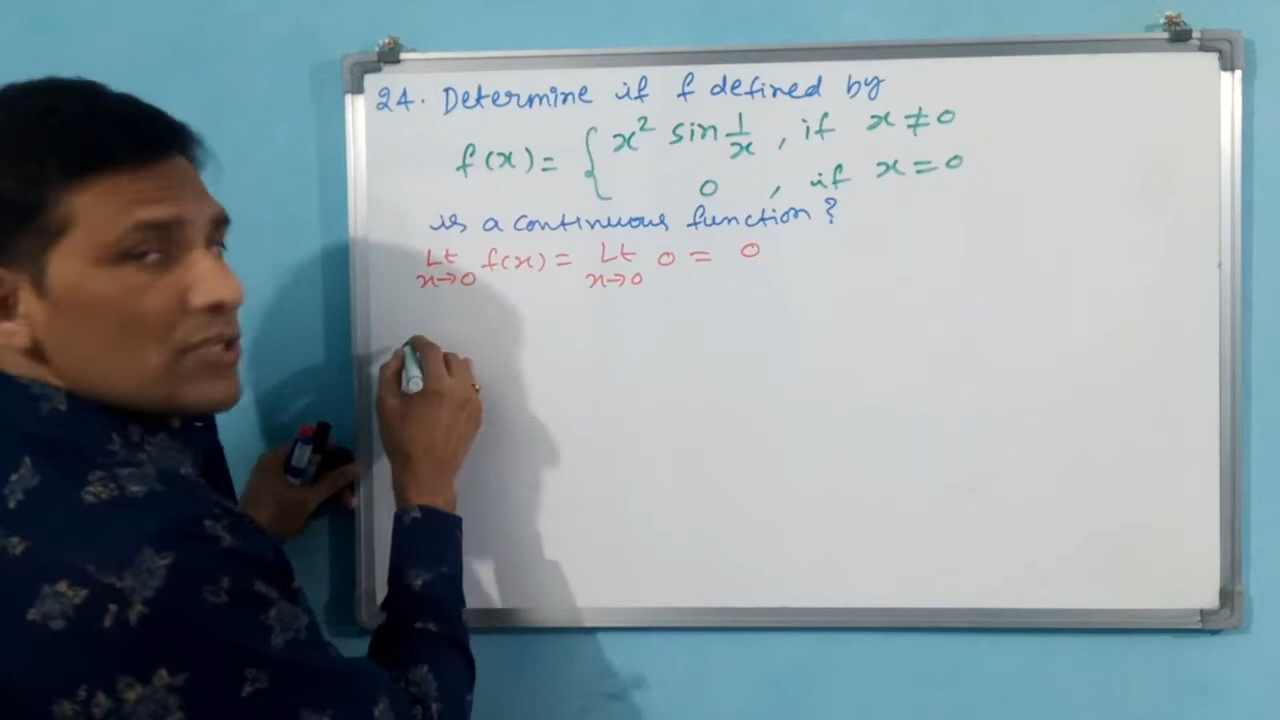 24. Determine if f defined by
f(x) = { x² sin 1/x , if x ≠ 0
0 , if x = 0
is a continuous function?
Lt x→0 f(x) = Lt x→0 0 = 0